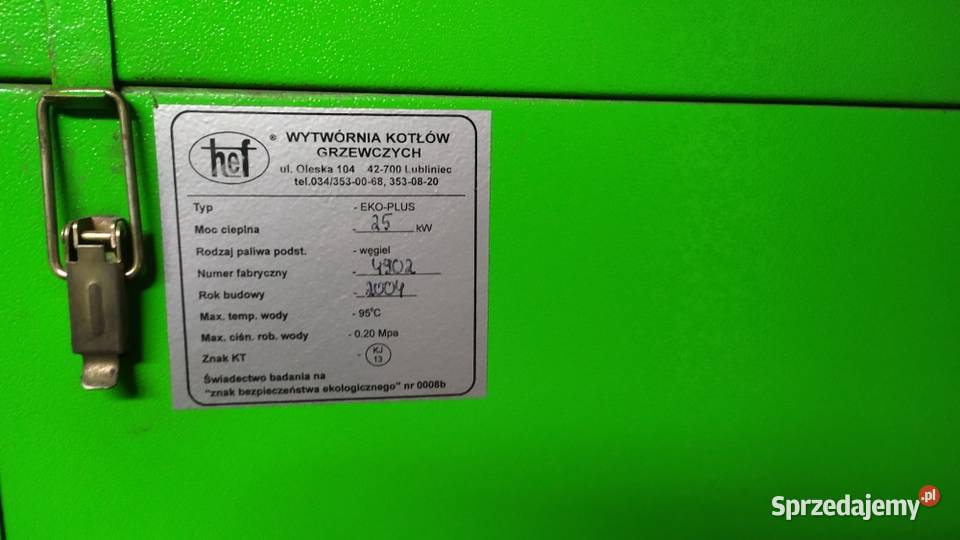 hef ® WYTWÓRNIA KOTŁÓW
GRZEWCZYCH
ul. Oleska 104 42-700 Lubliniec
tel.034/353-00-68, 353-08-20
Typ - EKO-PLUS
Moc cieplna - 25 kW
Rodzaj paliwa podst. - węgiel
Numer fabryczny - 4902
Rok budowy - 2004
Max. temp. wody - 95°C
Max. ciśn. rob. wody - 0.20 Mpa
Znak KT - KJ 13
Świadectwo badania na
"znak bezpieczeństwa ekologicznego" nr 0008b
Sprzedajemy.pl